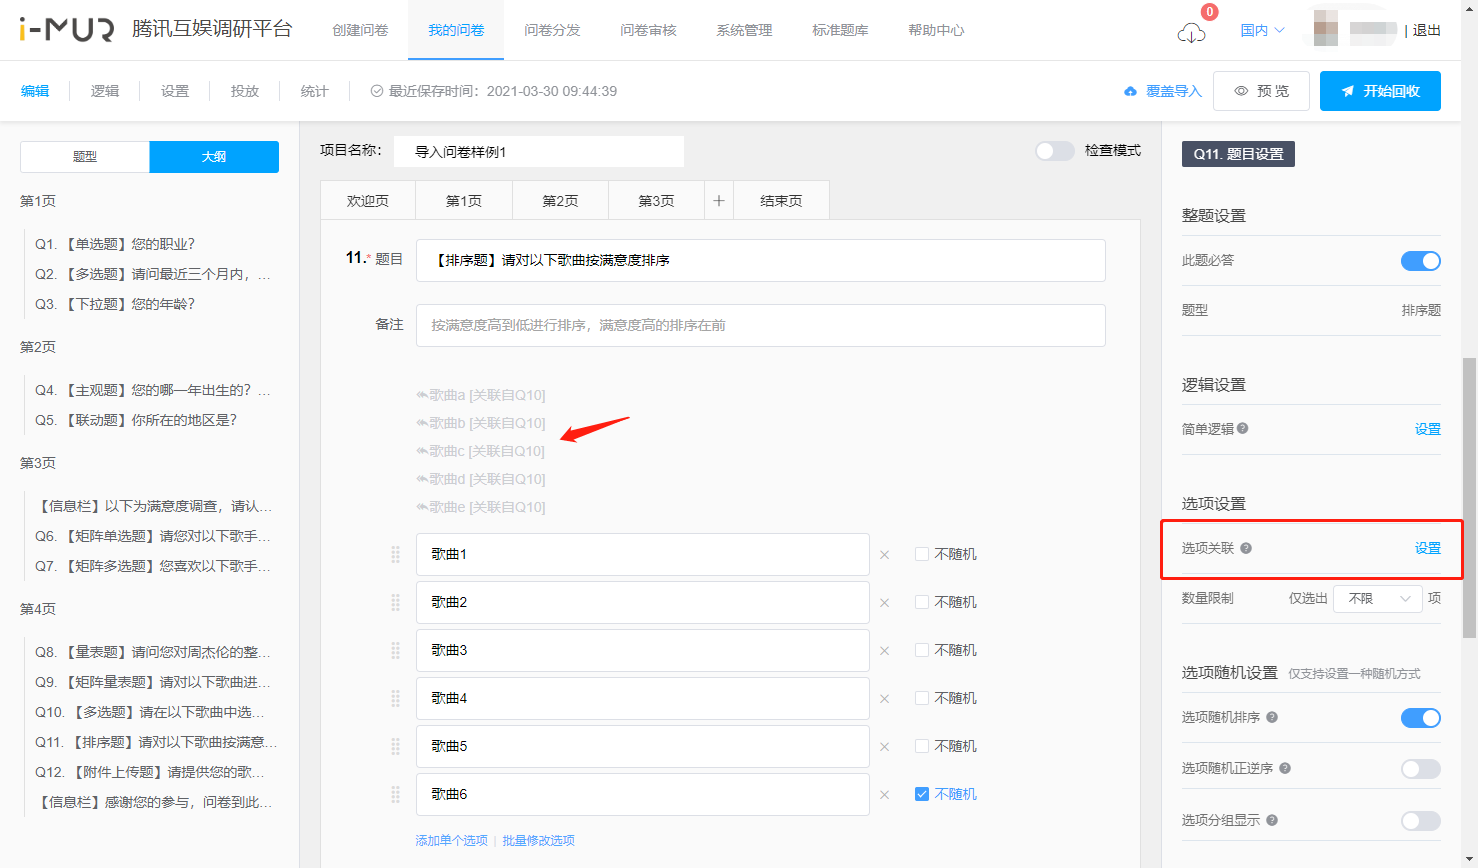 i-MUR 腾讯互娱调研平台 创建问卷 我的问卷 问卷分发 问卷审核 系统管理 标准题库 帮助中心 0 国内 | 退出
编辑 逻辑 设置 投放 统计 最近保存时间：2021-03-30 09:44:39 覆盖导入 预 览 开始回收
题型 大纲
第1页
Q1. 【单选题】您的职业?
Q2. 【多选题】请问最近三个月内，...
Q3. 【下拉题】您的年龄?
第2页
Q4. 【主观题】您的哪一年出生的? ...
Q5. 【联动题】你所在的地区是?
第3页
【信息栏】以下为满意度调查，请认...
Q6. 【矩阵单选题】请您对以下歌手...
Q7. 【矩阵多选题】您喜欢以下歌手...
第4页
Q8. 【量表题】请问您对周杰伦的整...
Q9. 【矩阵量表题】请对以下歌曲进...
Q10. 【多选题】请在以下歌曲中选...
Q11. 【排序题】请对以下歌曲按满意...
Q12. 【附件上传题】请提供您的歌...
【信息栏】感谢您的参与，问卷到此...
项目名称： 导入问卷样例1 检查模式
欢迎页 第1页 第2页 第3页 + 结束页
11.* 题目 【排序题】请对以下歌曲按满意度排序
备注 按满意度高到低进行排序，满意度高的排序在前
歌曲a [关联自Q10]
歌曲b [关联自Q10]
歌曲c [关联自Q10]
歌曲d [关联自Q10]
歌曲e [关联自Q10]
歌曲1 × 不随机
歌曲2 × 不随机
歌曲3 × 不随机
歌曲4 × 不随机
歌曲5 × 不随机
歌曲6 × 不随机
添加单个选项 | 批量修改选项
Q11. 题目设置
整题设置
此题必答
题型 排序题
逻辑设置
简单逻辑 ? 设置
选项设置
选项关联 ? 设置
数量限制 仅选出 不限 项
选项随机设置 仅支持设置一种随机方式
选项随机排序 ?
选项随机正逆序 ?
选项分组显示 ?